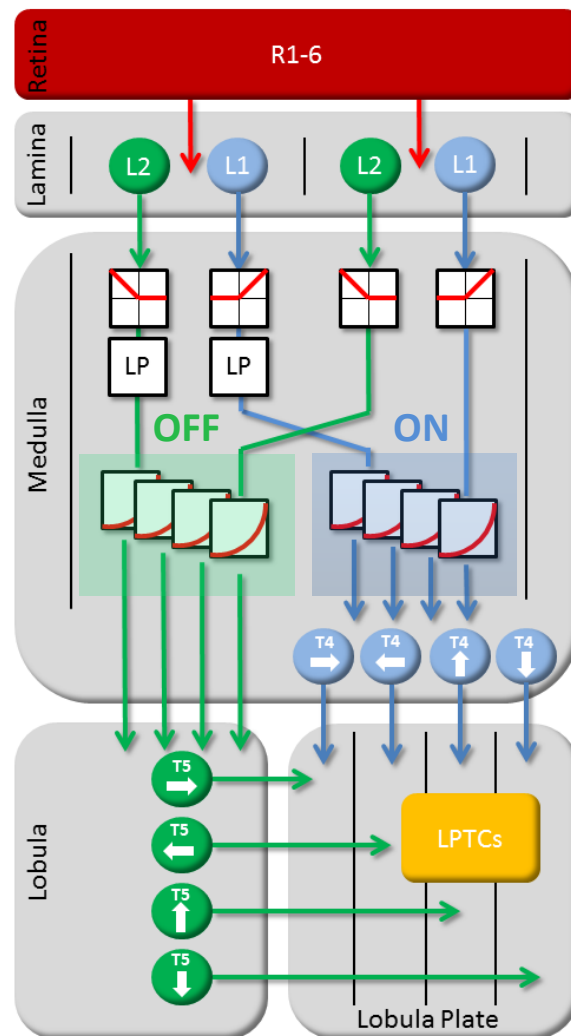 Retina
R1-6
Lamina
L2
L1
L2
L1
Medulla
LP
LP
OFF
ON
T4
T4
T4
T4
Lobula
T5
T5
T5
T5
LPTCs
Lobula Plate